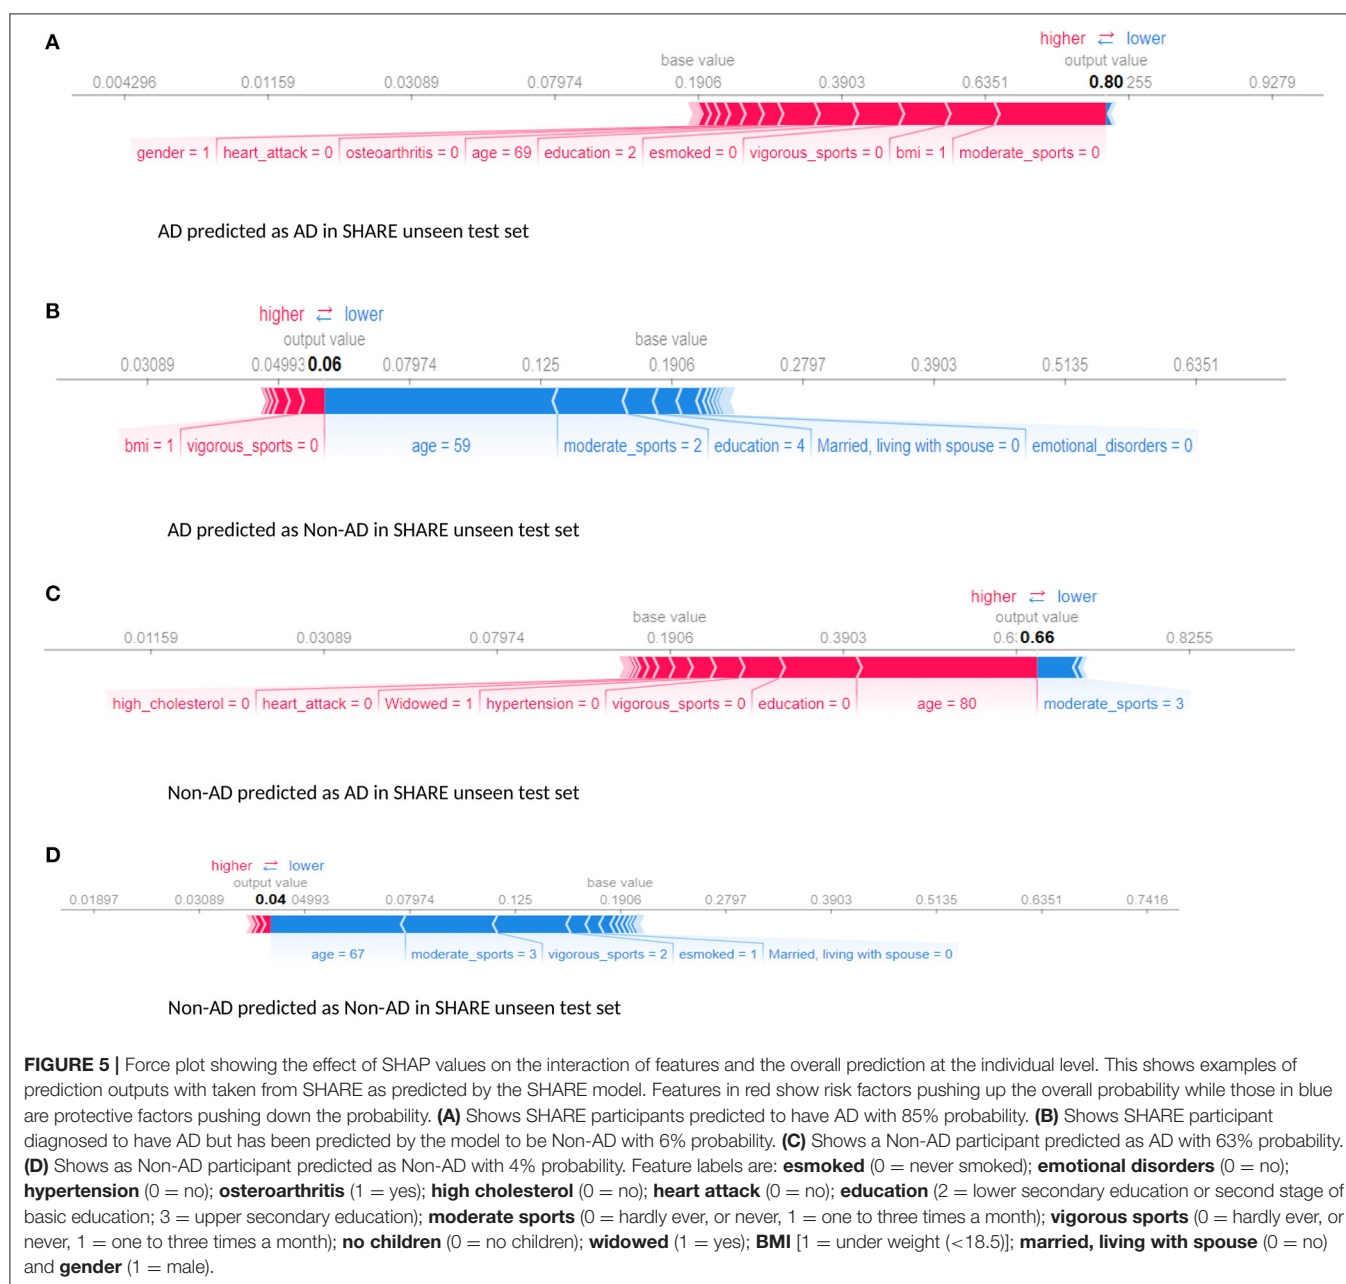 A
higher ⇄ lower
base value output value
0.004296 0.01159 0.03089 0.07974 0.1906 0.3903 0.6351 0.80 255 0.9279
gender = 1 heart_attack = 0 osteoarthritis = 0 age = 69 education = 2 esmoked = 0 vigorous_sports = 0 bmi = 1 moderate_sports = 0
AD predicted as AD in SHARE unseen test set
B
higher ⇄ lower
output value base value
0.03089 0.04993 0.06 0.07974 0.125 0.1906 0.2797 0.3903 0.5135 0.6351
bmi = 1 vigorous_sports = 0 age = 59 moderate_sports = 2 education = 4 Married, living with spouse = 0 emotional_disorders = 0
AD predicted as Non-AD in SHARE unseen test set
C
higher ⇄ lower
base value output value
0.01159 0.03089 0.07974 0.1906 0.3903 0.6 0.66 0.8255
high_cholesterol = 0 heart_attack = 0 Widowed = 1 hypertension = 0 vigorous_sports = 0 education = 0 age = 80 moderate_sports = 3
Non-AD predicted as AD in SHARE unseen test set
D
higher ⇄ lower
output value base value
0.01897 0.03089 0.04 04993 0.07974 0.125 0.1906 0.2797 0.3903 0.5135 0.6351 0.7416
age = 67 moderate_sports = 3 vigorous_sports = 2 esmoked = 1 Married, living with spouse = 0
Non-AD predicted as Non-AD in SHARE unseen test set
FIGURE 5 | Force plot showing the effect of SHAP values on the interaction of features and the overall prediction at the individual level. This shows examples of
prediction outputs with taken from SHARE as predicted by the SHARE model. Features in red show risk factors pushing up the overall probability while those in blue
are protective factors pushing down the probability. (A) Shows SHARE participants predicted to have AD with 85% probability. (B) Shows SHARE participant
diagnosed to have AD but has been predicted by the model to be Non-AD with 6% probability. (C) Shows a Non-AD participant predicted as AD with 63% probability.
(D) Shows as Non-AD participant predicted as Non-AD with 4% probability. Feature labels are: esmoked (0 = never smoked); emotional disorders (0 = no);
hypertension (0 = no); osteroarthritis (1 = yes); high cholesterol (0 = no); heart attack (0 = no); education (2 = lower secondary education or second stage of
basic education; 3 = upper secondary education); moderate sports (0 = hardly ever, or never, 1 = one to three times a month); vigorous sports (0 = hardly ever, or
never, 1 = one to three times a month); no children (0 = no children); widowed (1 = yes); BMI [1 = under weight (<18.5)]; married, living with spouse (0 = no)
and gender (1 = male).